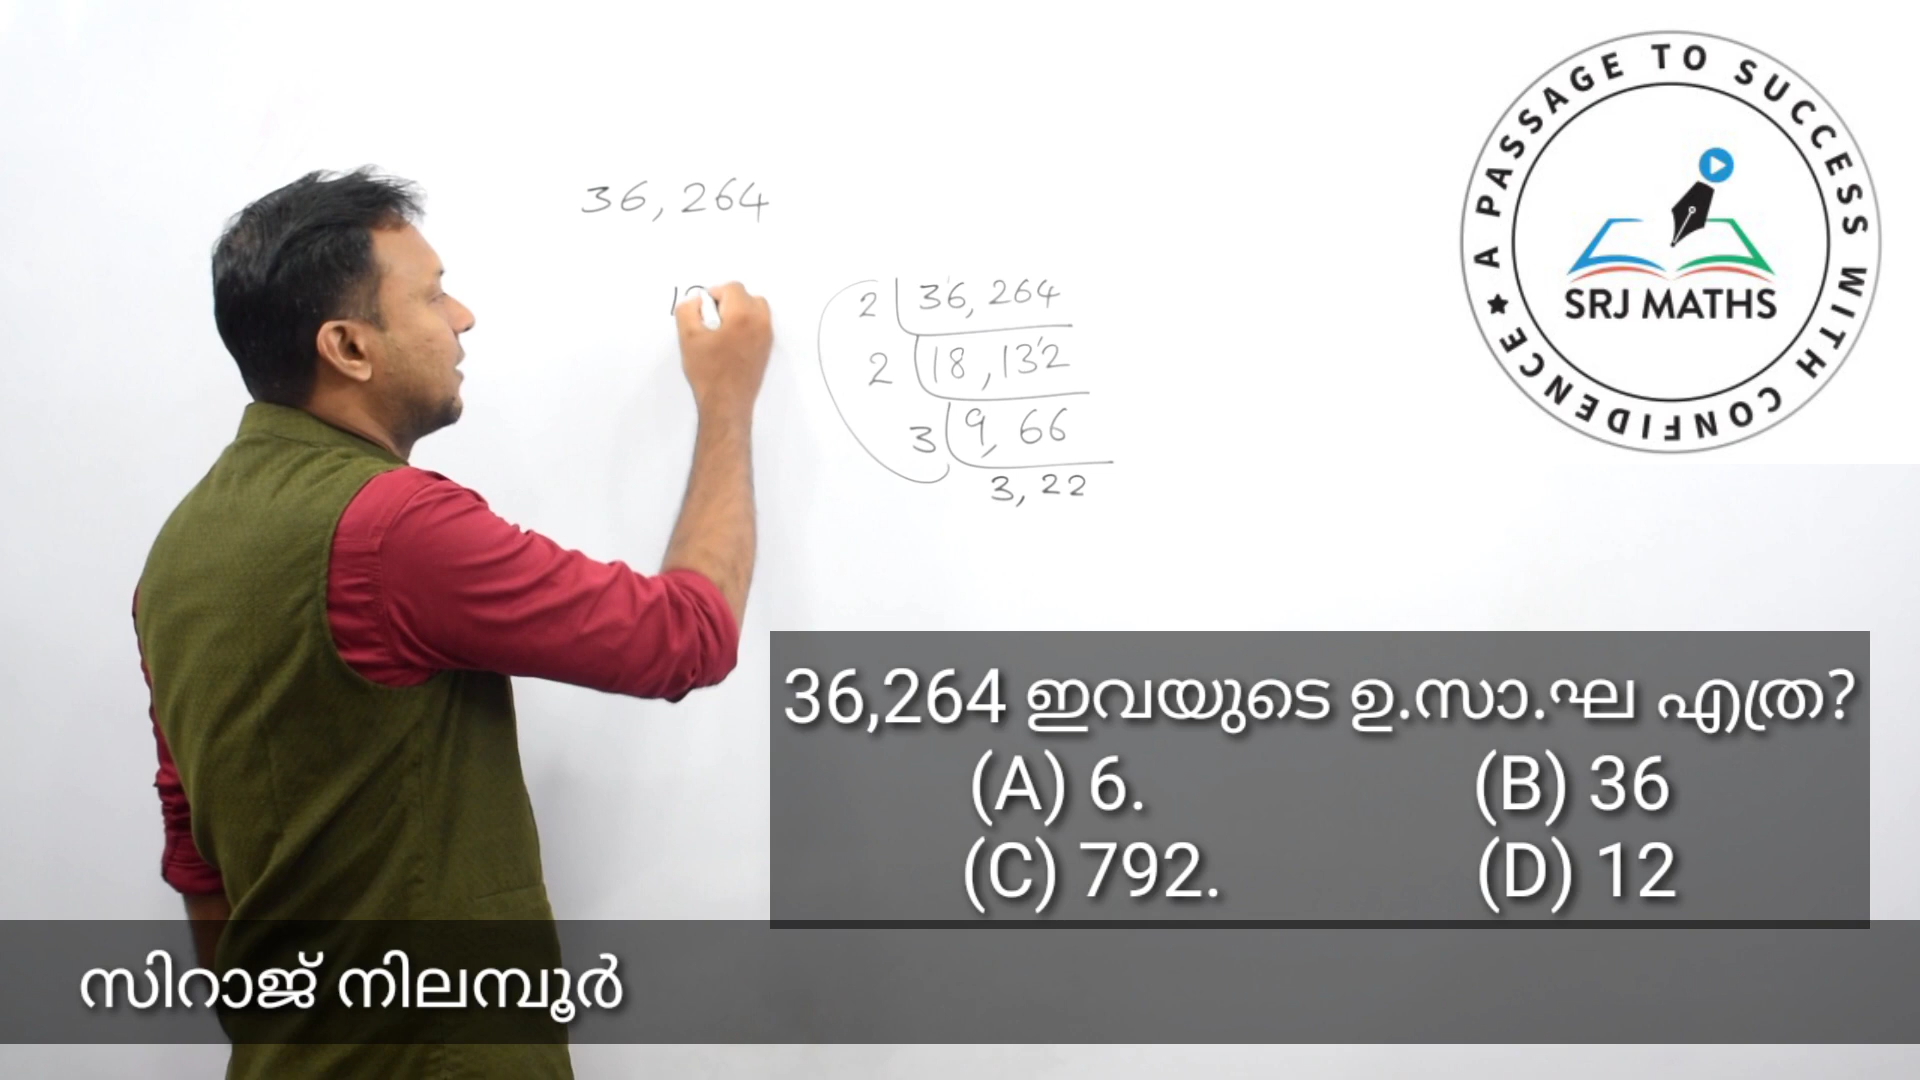 36, 264
2 36, 264
2 18, 132
3 9, 66
3, 22
A PASSAGE TO SUCCESS WITH CONFIDENCE
SRJ MATHS
36,264 ഇവയുടെ ഉ.സാ.ഘ എത്ര?
(A) 6. (B) 36
(C) 792. (D) 12
സിറാജ് നിലമ്പൂർ